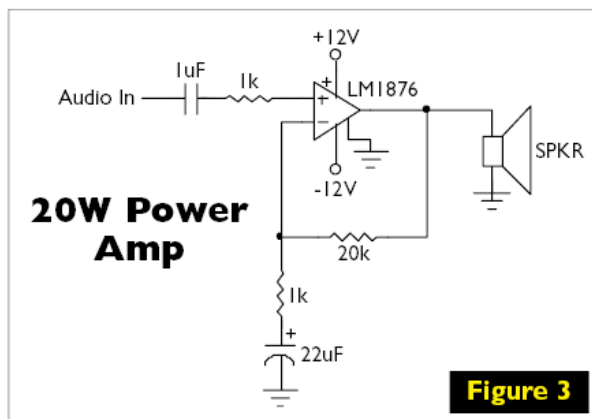 +12V
1uF
1k
LM1876
Audio In
+
+
−
-12V
SPKR
20W Power
Amp
20k
1k
+
22uF
Figure 3